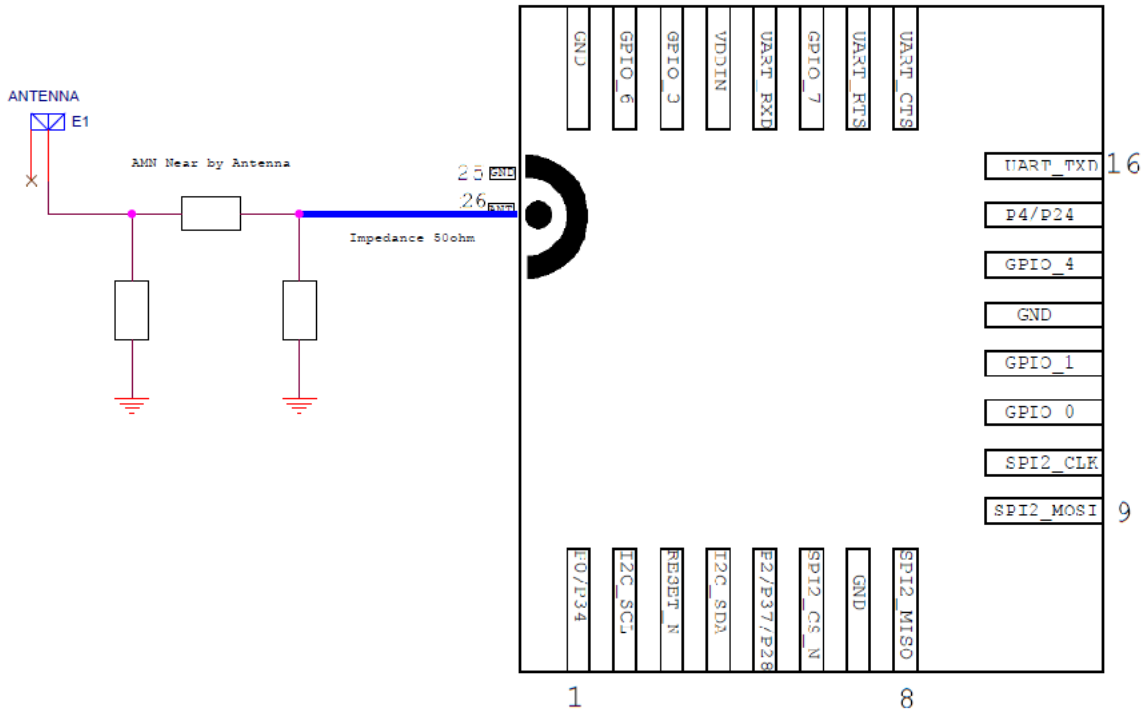 GND
GPIO_6
GPIO_3
VDDIN
UART_RXD
GPIO_7
UART_RTS
UART_CTS
ANTENNA
E1
AMN Near by Antenna
25 GND
26 ANT
Impedance 50ohm
UART_TXD 16
P4/P24
GPIO_4
GND
GPIO_1
GPIO 0
SPI2_CLK
SPI2_MOSI 9
P0/P34
I2C_SCL
RESET_N
I2C_SDA
P2/P37/P28
SPI2_CS_N
GND
SPI2_MISO
1
8